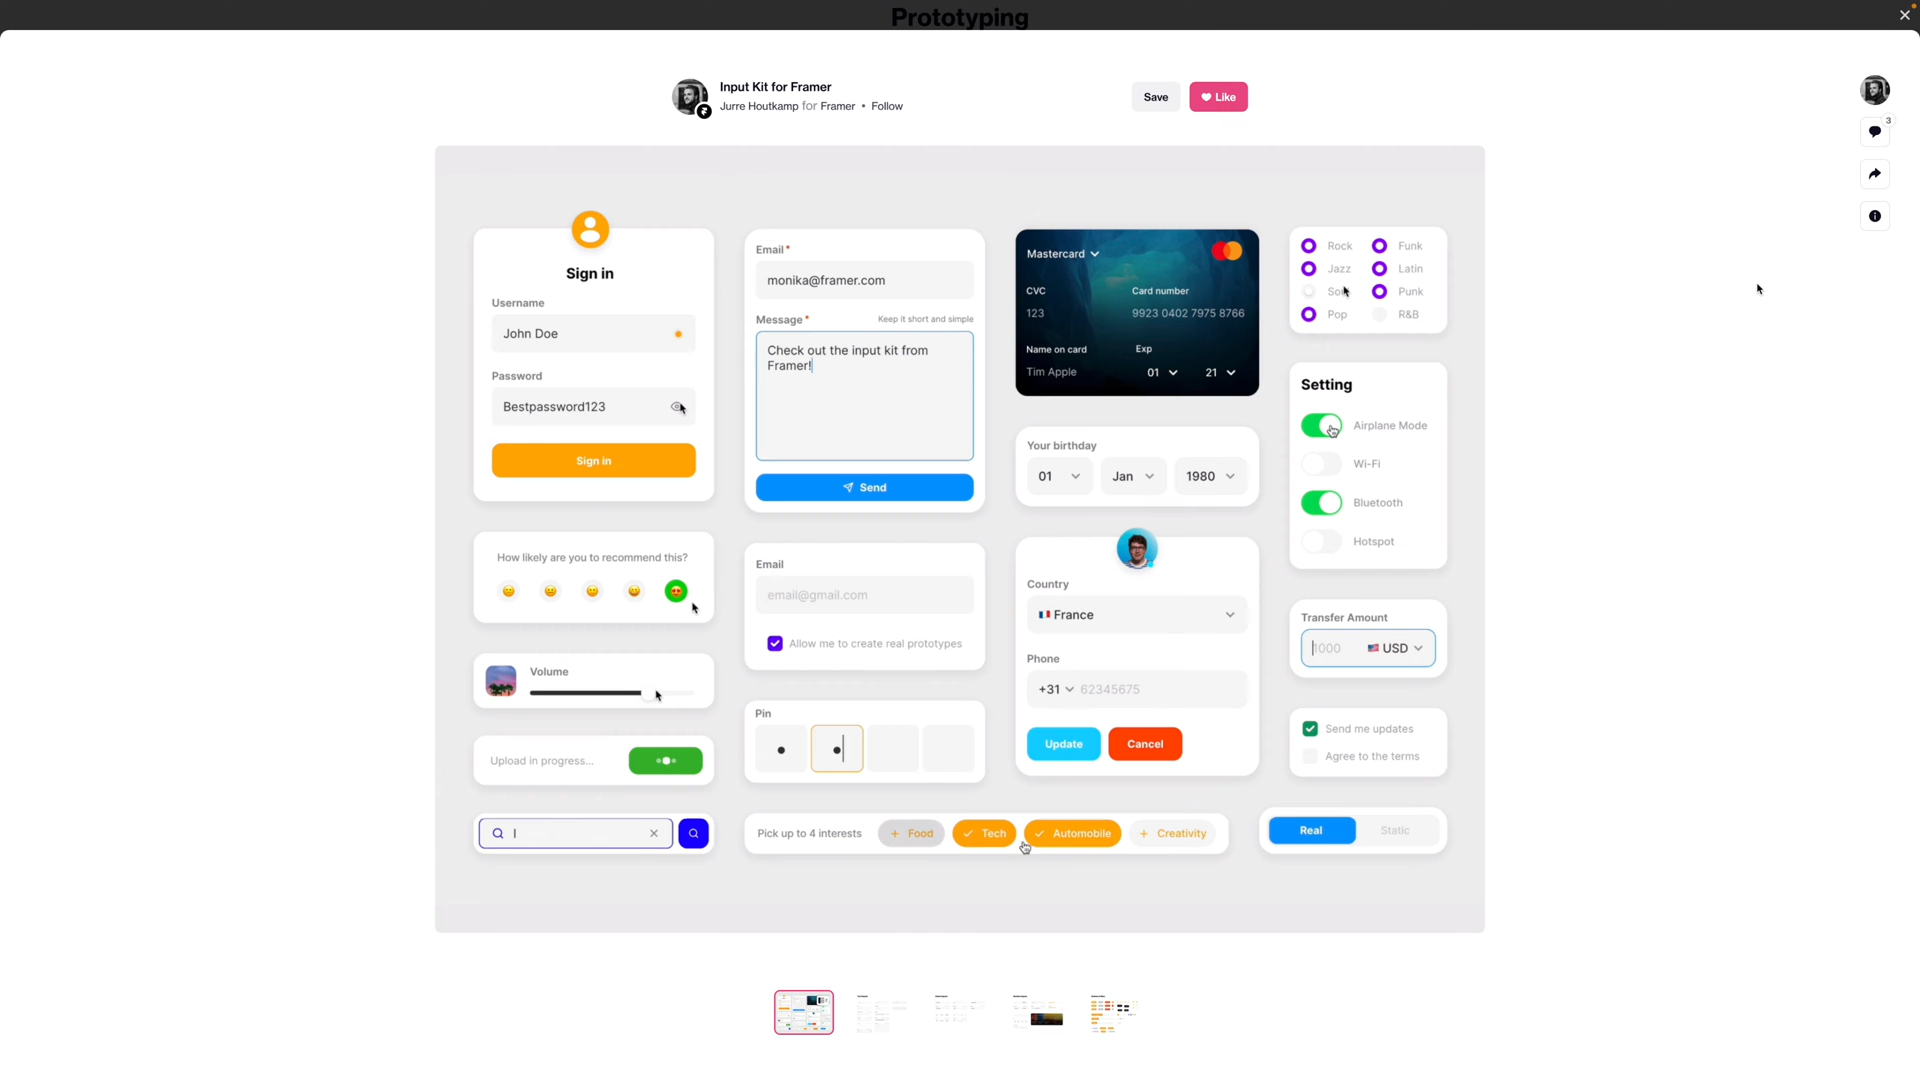 Prototyping
Input Kit for Framer
Jurre Houtkamp for Framer • Follow
Save
Like
3
Sign in
Username
John Doe
Password
Bestpassword123
Sign in
How likely are you to recommend this?
Volume
Upload in progress...
Email*
monika@framer.com
Message*
Keep it short and simple
Check out the input kit from
Framer!
Send
Email
email@gmail.com
Allow me to create real prototypes
Pin
Pick up to 4 interests
Food
Tech
Automobile
Creativity
Mastercard
CVC
Card number
123
9923 0402 7975 8766
Name on card
Exp
Tim Apple
01
21
Your birthday
01
Jan
1980
Country
France
Phone
+31
62345675
Update
Cancel
Rock
Funk
Jazz
Latin
Punk
Pop
R&B
Setting
Airplane Mode
Wi-Fi
Bluetooth
Hotspot
Transfer Amount
1000
USD
Send me updates
Agree to the terms
Real
Static